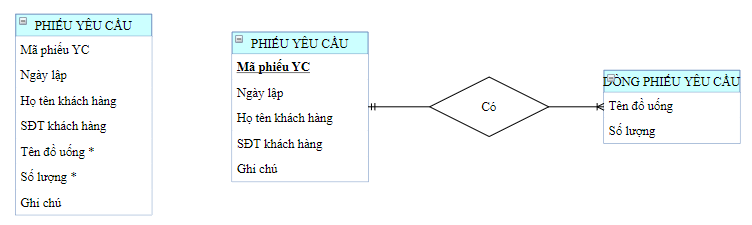 PHIẾU YÊU CẦU
Mã phiếu YC
Ngày lập
Họ tên khách hàng
SĐT khách hàng
Tên đồ uống *
Số lượng *
Ghi chú
PHIẾU YÊU CẦU
Mã phiếu YC
Ngày lập
Họ tên khách hàng
SĐT khách hàng
Ghi chú
Có
DÒNG PHIẾU YÊU CẦU
Tên đồ uống
Số lượng